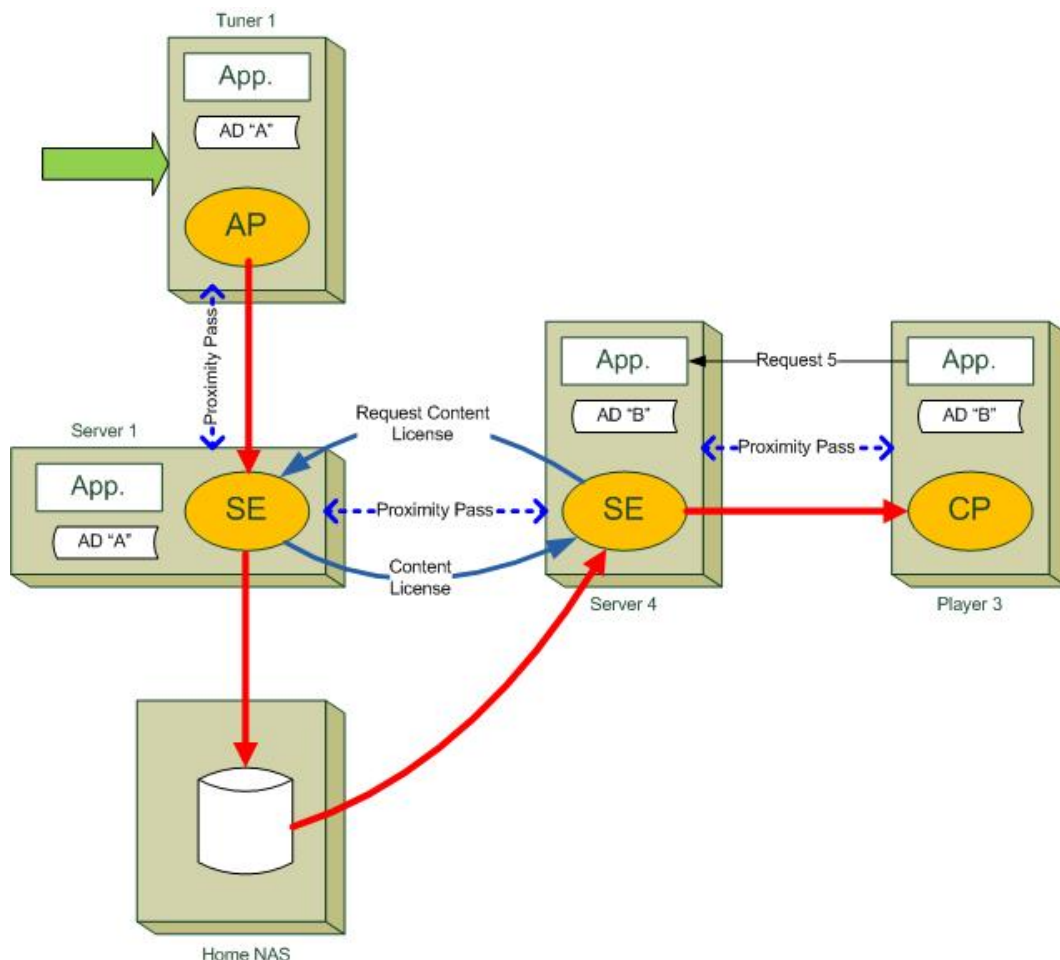 Tuner 1
App.
AD "A"
AP
Proximity Pass
Server 1
App.
AD "A"
SE
Request Content
License
Proximity Pass
Content
License
App.
AD "B"
SE
Server 4
Request 5
Proximity Pass
App.
AD "B"
CP
Player 3
Home NAS